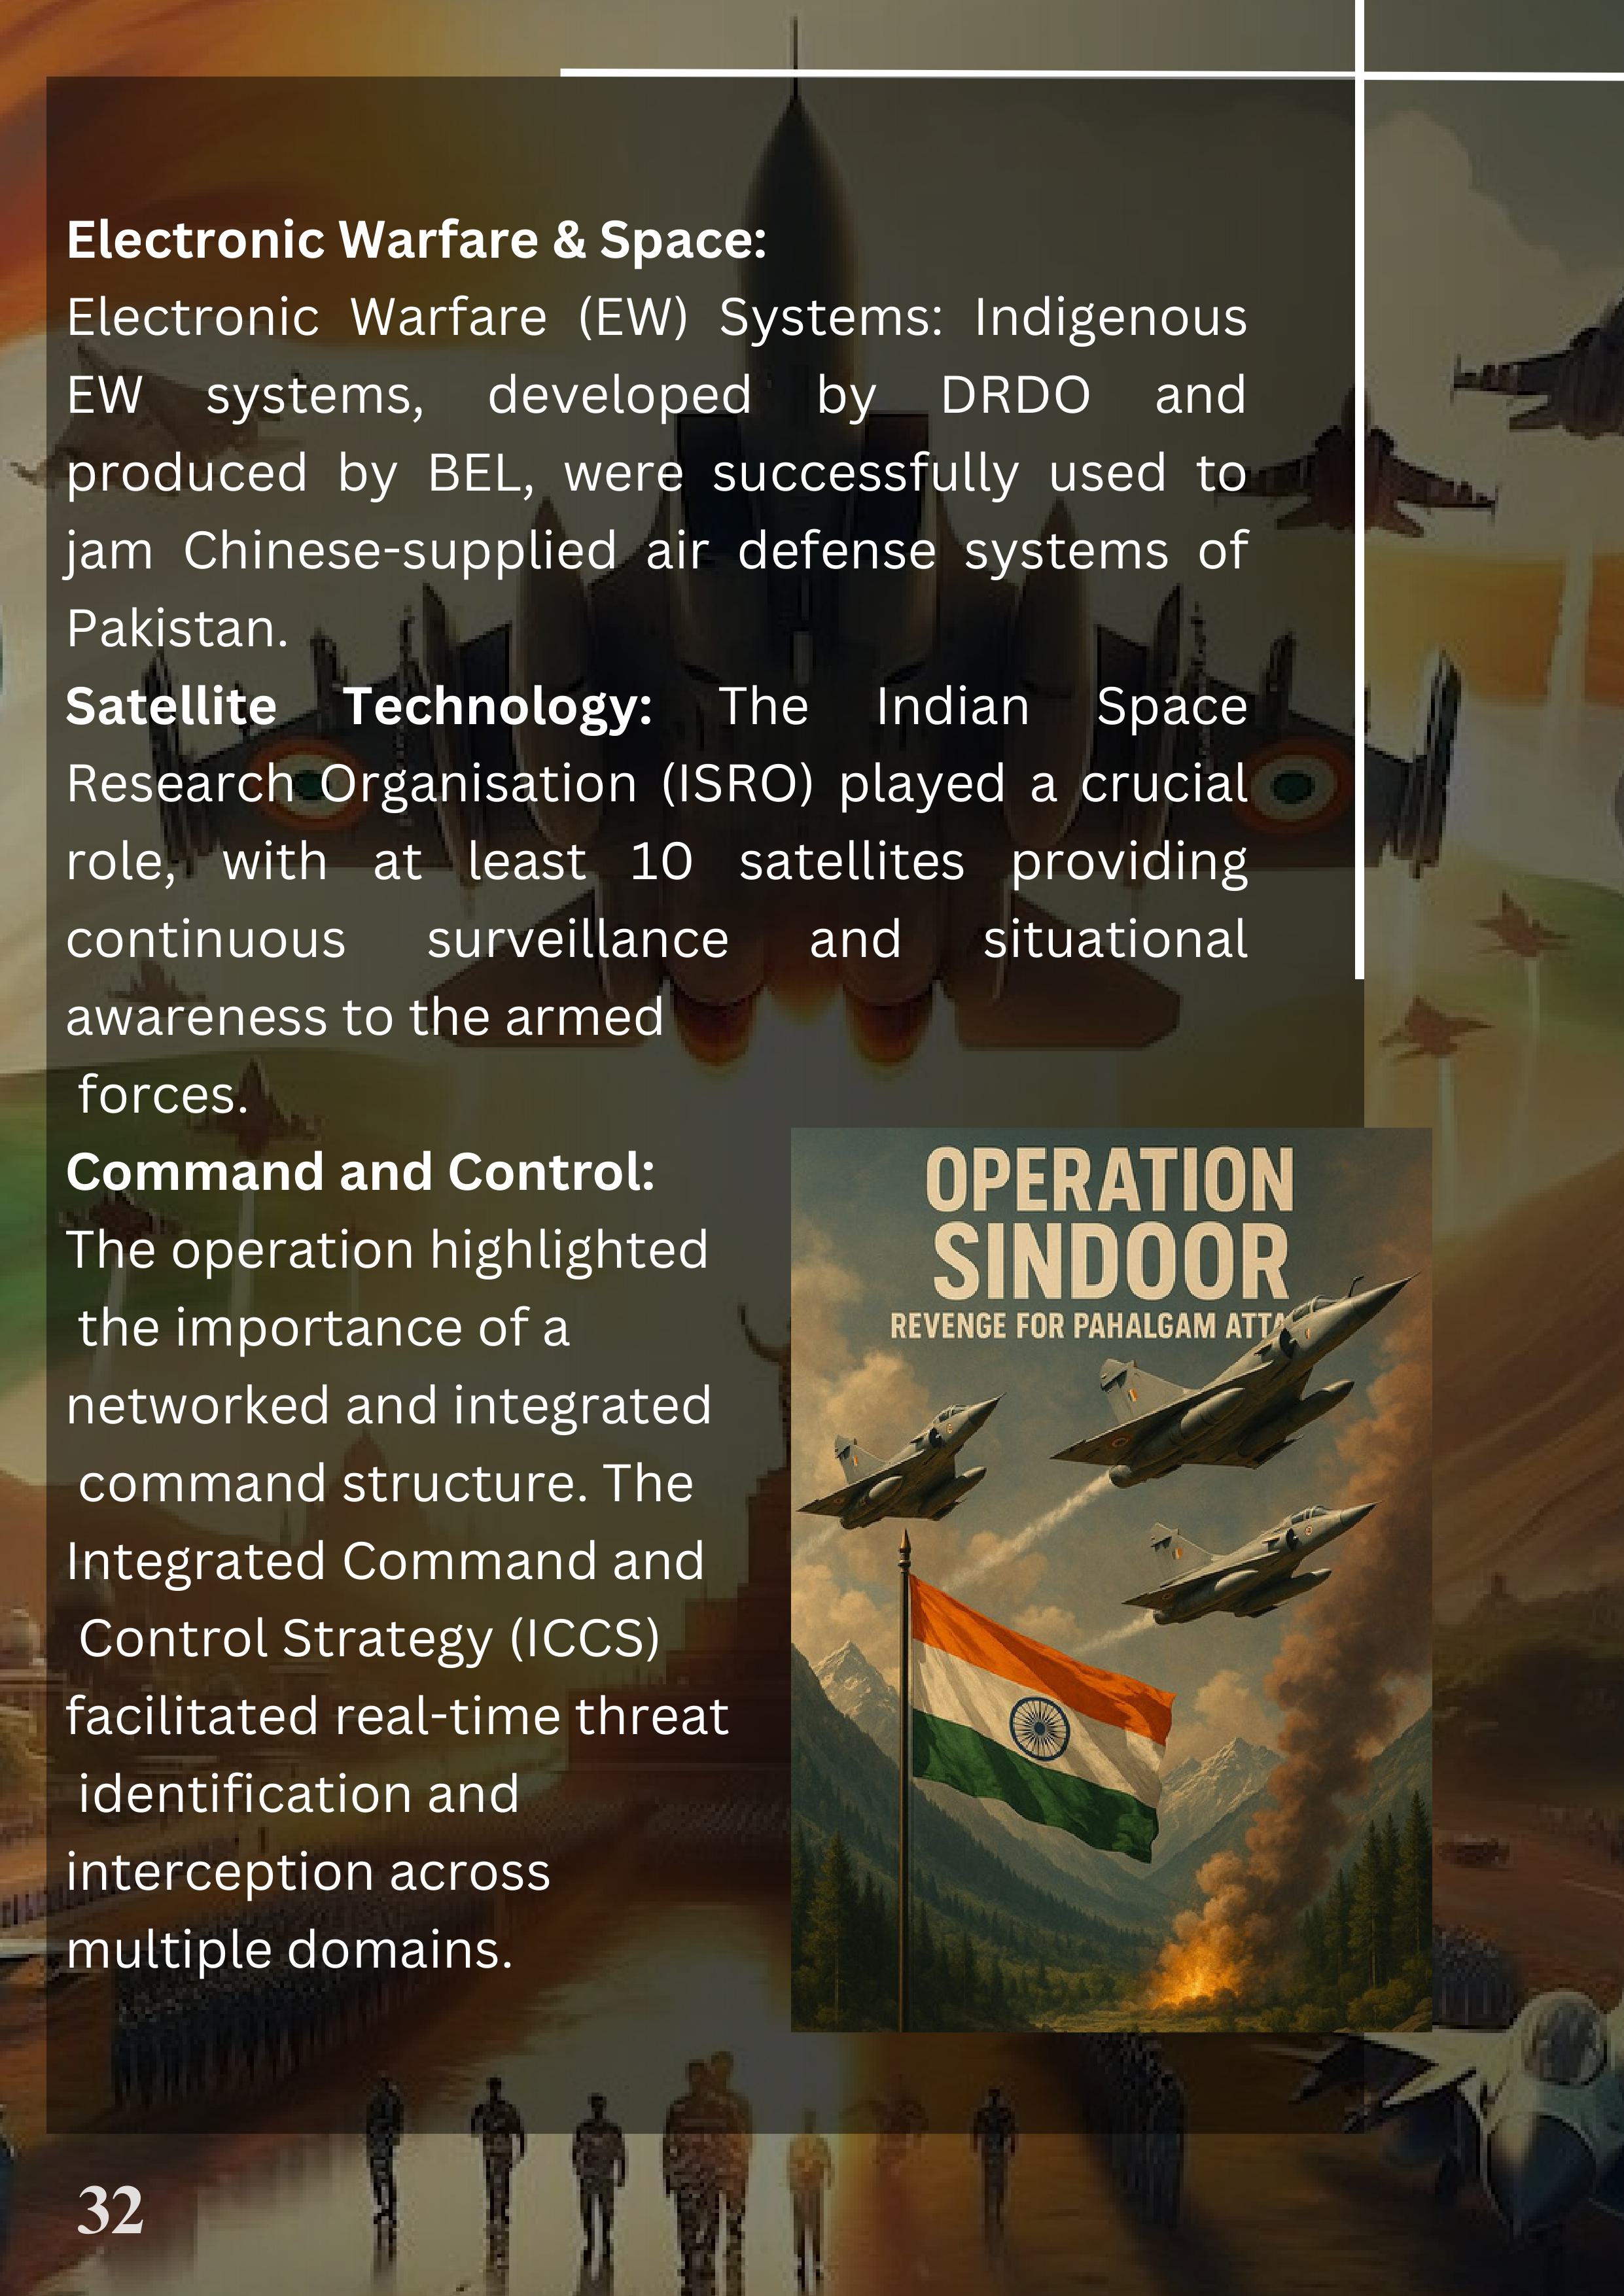 Electronic Warfare & Space:
Electronic Warfare (EW) Systems: Indigenous
EW systems, developed by DRDO and
produced by BEL, were successfully used to
jam Chinese-supplied air defense systems of
Pakistan.
Satellite Technology: The Indian Space
Research Organisation (ISRO) played a crucial
role, with at least 10 satellites providing
continuous surveillance and situational
awareness to the armed
forces.
Command and Control:
The operation highlighted
the importance of a
networked and integrated
command structure. The
Integrated Command and
Control Strategy (ICCS)
facilitated real-time threat
identification and
interception across
multiple domains.
OPERATION
SINDOOR
REVENGE FOR PAHALGAM ATTA
32